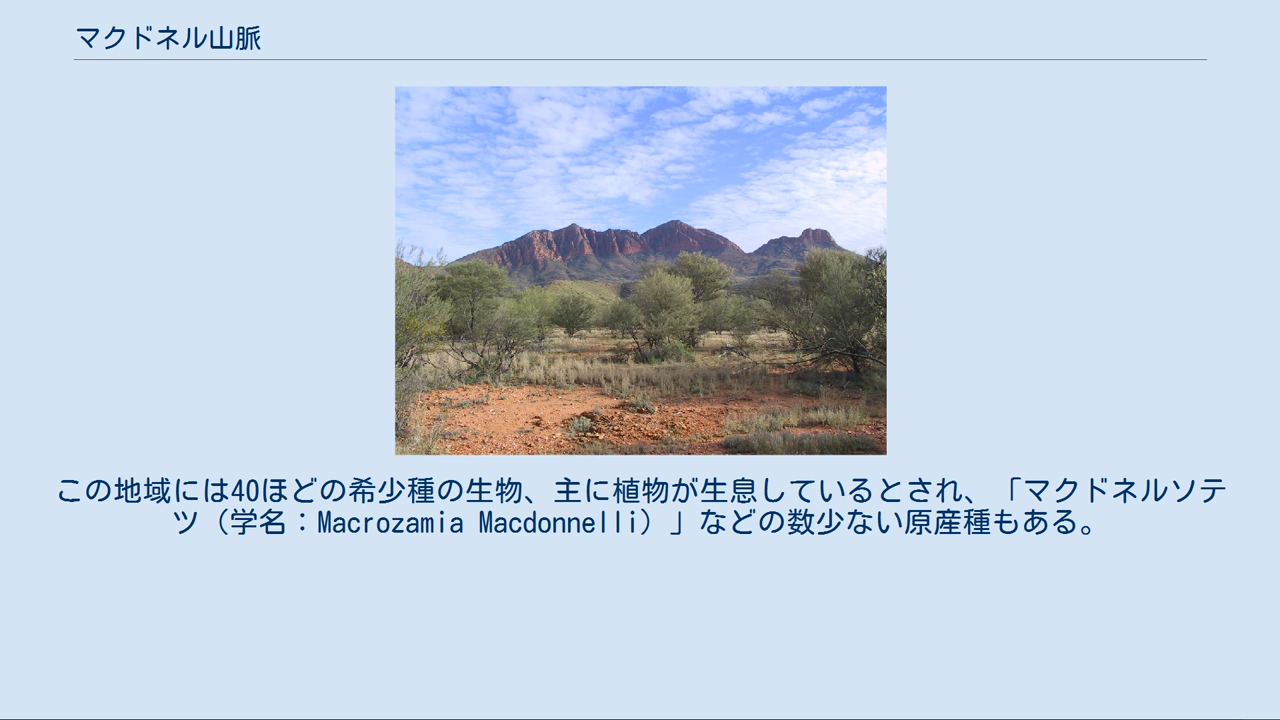 マクドネル山脈
この地域には40ほどの希少種の生物、主に植物が生息しているとされ、「マクドネルソテ
ツ（学名：Macrozamia Macdonnelli）」などの数少ない原産種もある。